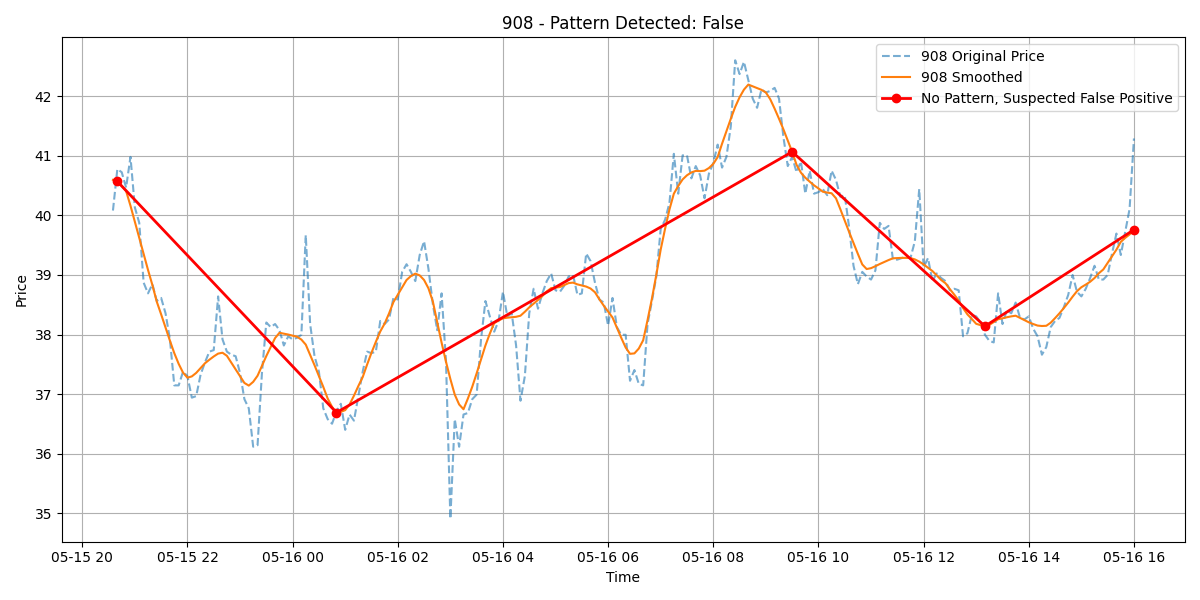 908 - Pattern Detected: False
908 Original Price
908 Smoothed
No Pattern, Suspected False Positive
Price
42
41
40
39
38
37
36
35
05-15 20 05-15 22 05-16 00 05-16 02 05-16 04 05-16 06 05-16 08 05-16 10 05-16 12 05-16 14 05-16 16
Time